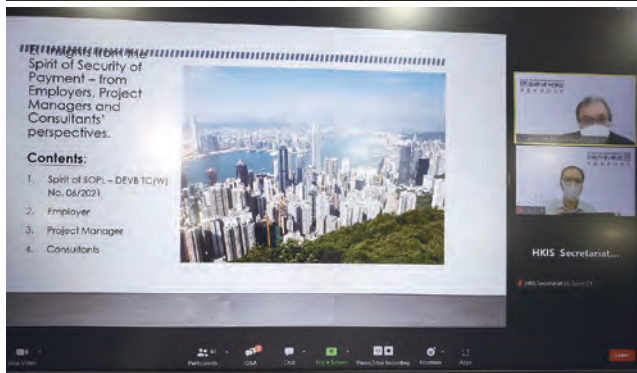 Spirit of Security of
Payment – from
Employers, Project
Managers and
Consultants'
perspectives.
Contents:
1. Spirit of SOPL – DEVB TC(W)
No. 06/2021
2. Employer
3. Project Manager
4. Consultants
HKIS Secretariat...
HKIS Secretariat
Participants
Q&A
Chat
Share Screen
Pause/Stop Recording
Reactions
Apps